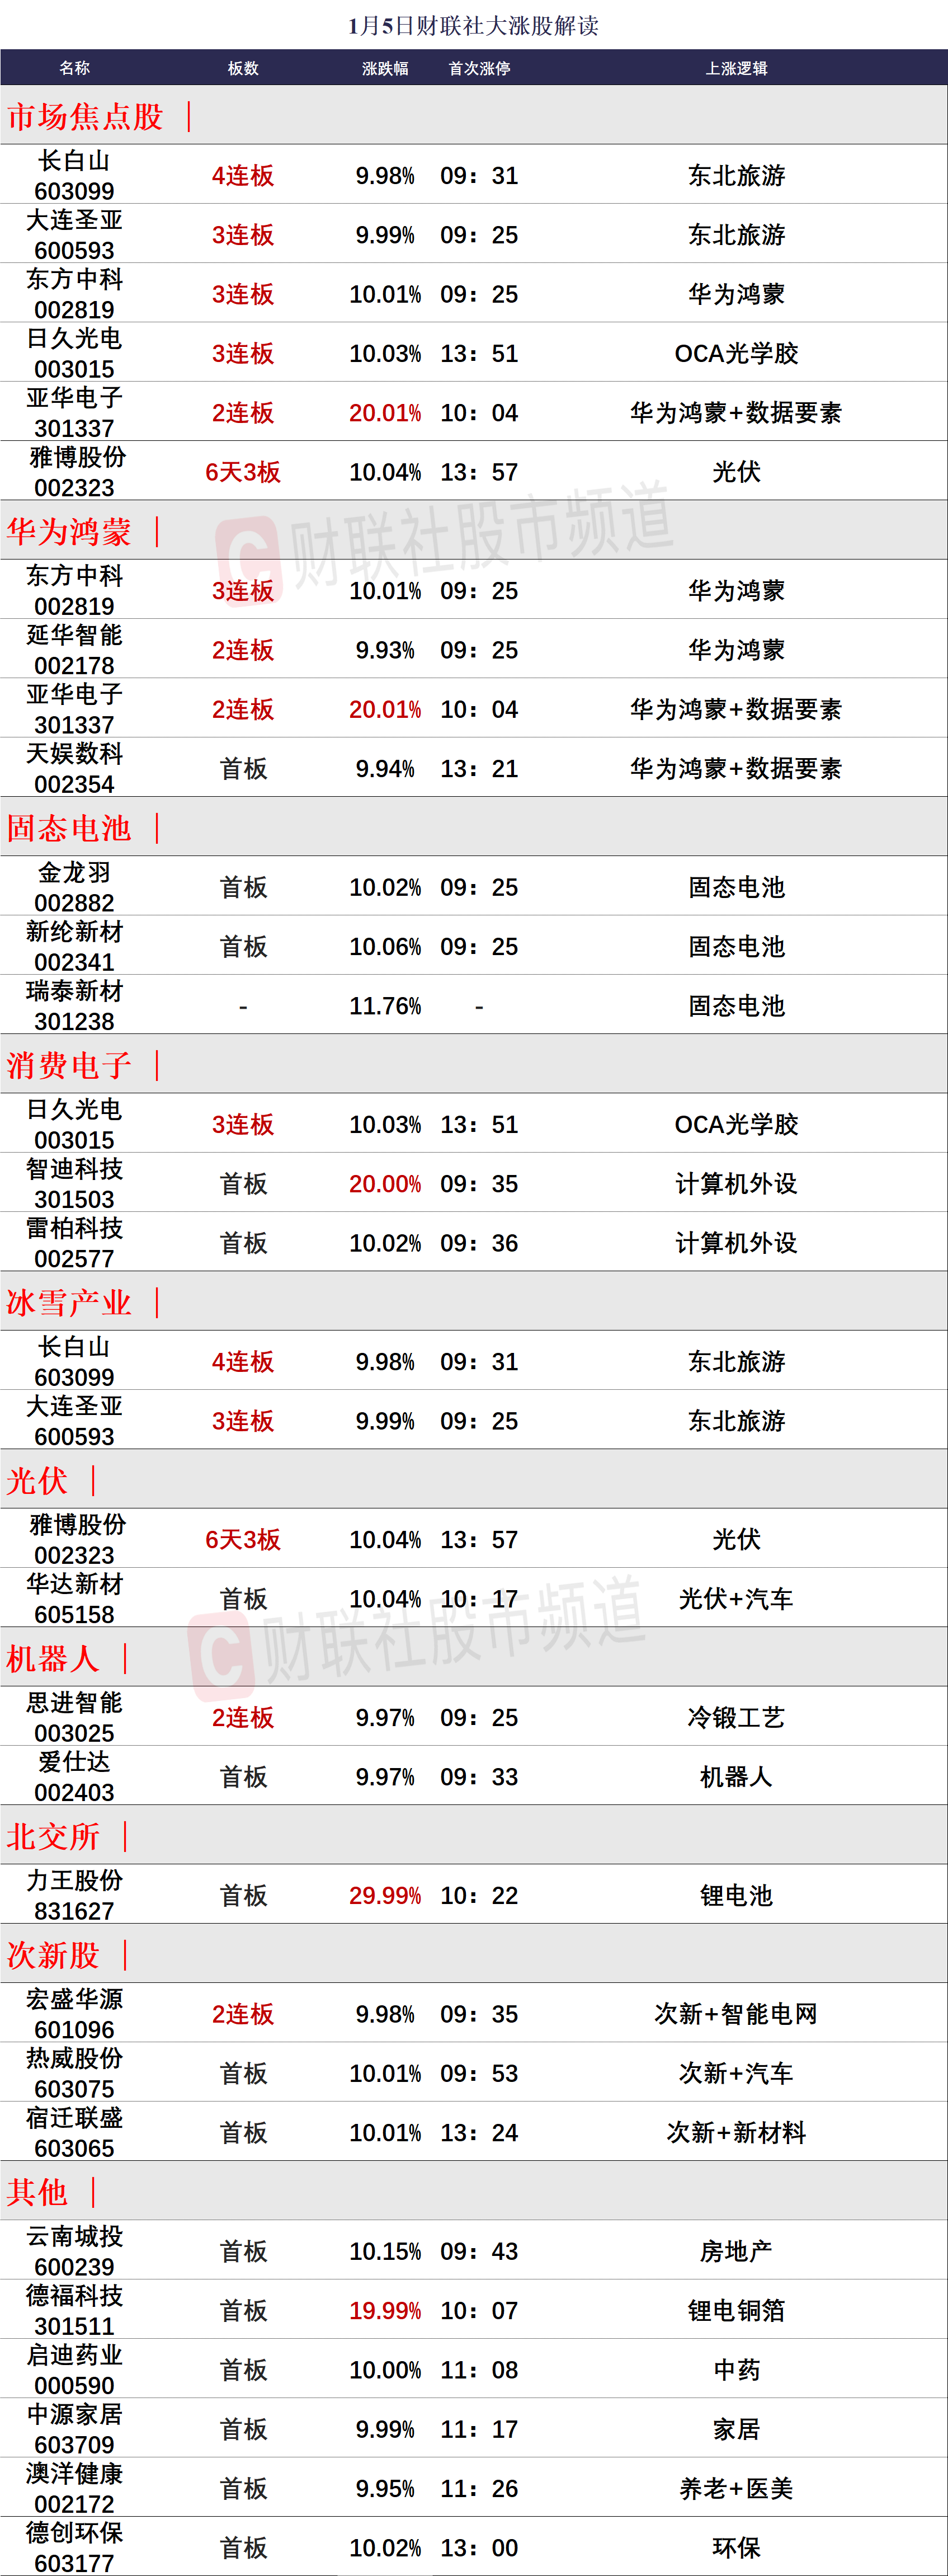 1月5日财联社大涨股解读
名称 板数 涨跌幅 首次涨停 上涨逻辑
市场焦点股 |
长白山
603099 4连板 9.98% 09：31 东北旅游
大连圣亚
600593 3连板 9.99% 09：25 东北旅游
东方中科
002819 3连板 10.01% 09：25 华为鸿蒙
日久光电
003015 3连板 10.03% 13：51 OCA光学胶
亚华电子
301337 2连板 20.01% 10：04 华为鸿蒙+数据要素
雅博股份
002323 6天3板 10.04% 13：57 光伏
华为鸿蒙 |
C 财联社股市频道
东方中科
002819 3连板 10.01% 09：25 华为鸿蒙
延华智能
002178 2连板 9.93% 09：25 华为鸿蒙
亚华电子
301337 2连板 20.01% 10：04 华为鸿蒙+数据要素
天娱数科
002354 首板 9.94% 13：21 华为鸿蒙+数据要素
固态电池 |
金龙羽
002882 首板 10.02% 09：25 固态电池
新纶新材
002341 首板 10.06% 09：25 固态电池
瑞泰新材
301238 - 11.76% - 固态电池
消费电子 |
日久光电
003015 3连板 10.03% 13：51 OCA光学胶
智迪科技
301503 首板 20.00% 09：35 计算机外设
雷柏科技
002577 首板 10.02% 09：36 计算机外设
冰雪产业 |
长白山
603099 4连板 9.98% 09：31 东北旅游
大连圣亚
600593 3连板 9.99% 09：25 东北旅游
光伏 |
雅博股份
002323 6天3板 10.04% 13：57 光伏
华达新材
605158 首板 10.04% 10：17 光伏+汽车
C 财联社股市频道
机器人 |
思进智能
003025 2连板 9.97% 09：25 冷锻工艺
爱仕达
002403 首板 9.97% 09：33 机器人
北交所 |
力王股份
831627 首板 29.99% 10：22 锂电池
次新股 |
宏盛华源
601096 2连板 9.98% 09：35 次新+智能电网
热威股份
603075 首板 10.01% 09：53 次新+汽车
宿迁联盛
603065 首板 10.01% 13：24 次新+新材料
其他 |
云南城投
600239 首板 10.15% 09：43 房地产
德福科技
301511 首板 19.99% 10：07 锂电铜箔
启迪药业
000590 首板 10.00% 11：08 中药
中源家居
603709 首板 9.99% 11：17 家居
澳洋健康
002172 首板 9.95% 11：26 养老+医美
德创环保
603177 首板 10.02% 13：00 环保